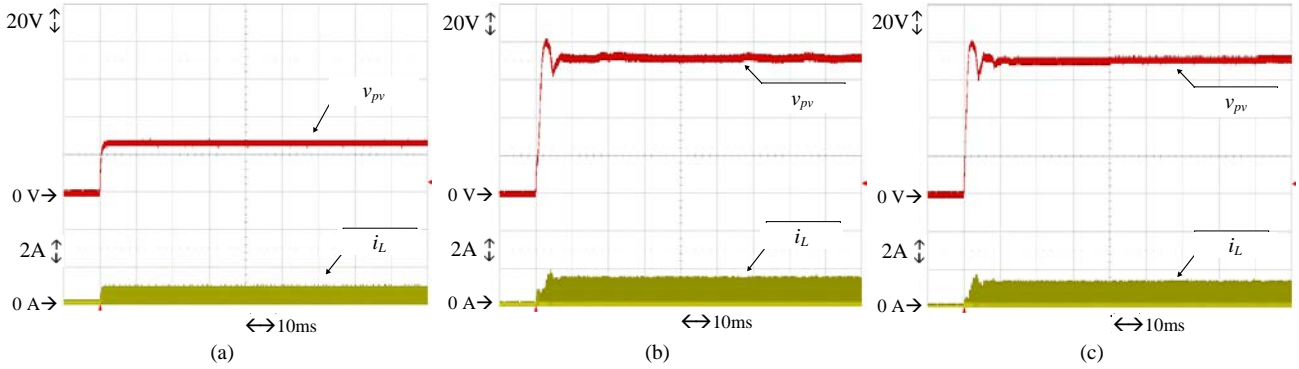 20V
v_pv
0 V→
i_L
2A
0 A→
10ms
(a)
20V
v_pv
0 V→
i_L
2A
0 A→
10ms
(b)
20V
v_pv
0 V→
i_L
2A
0 A→
10ms
(c)